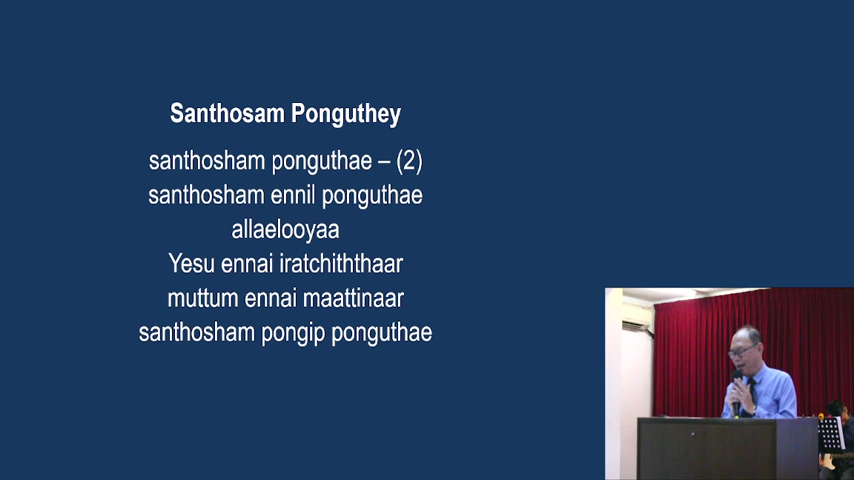 Santhosam Ponguthey
santhosham ponguthae – (2)
santhosham ennil ponguthae
allaelooyaa
Yesu ennai iratchiththaar
muttum ennai maattinaar
santhosham pongip ponguthae